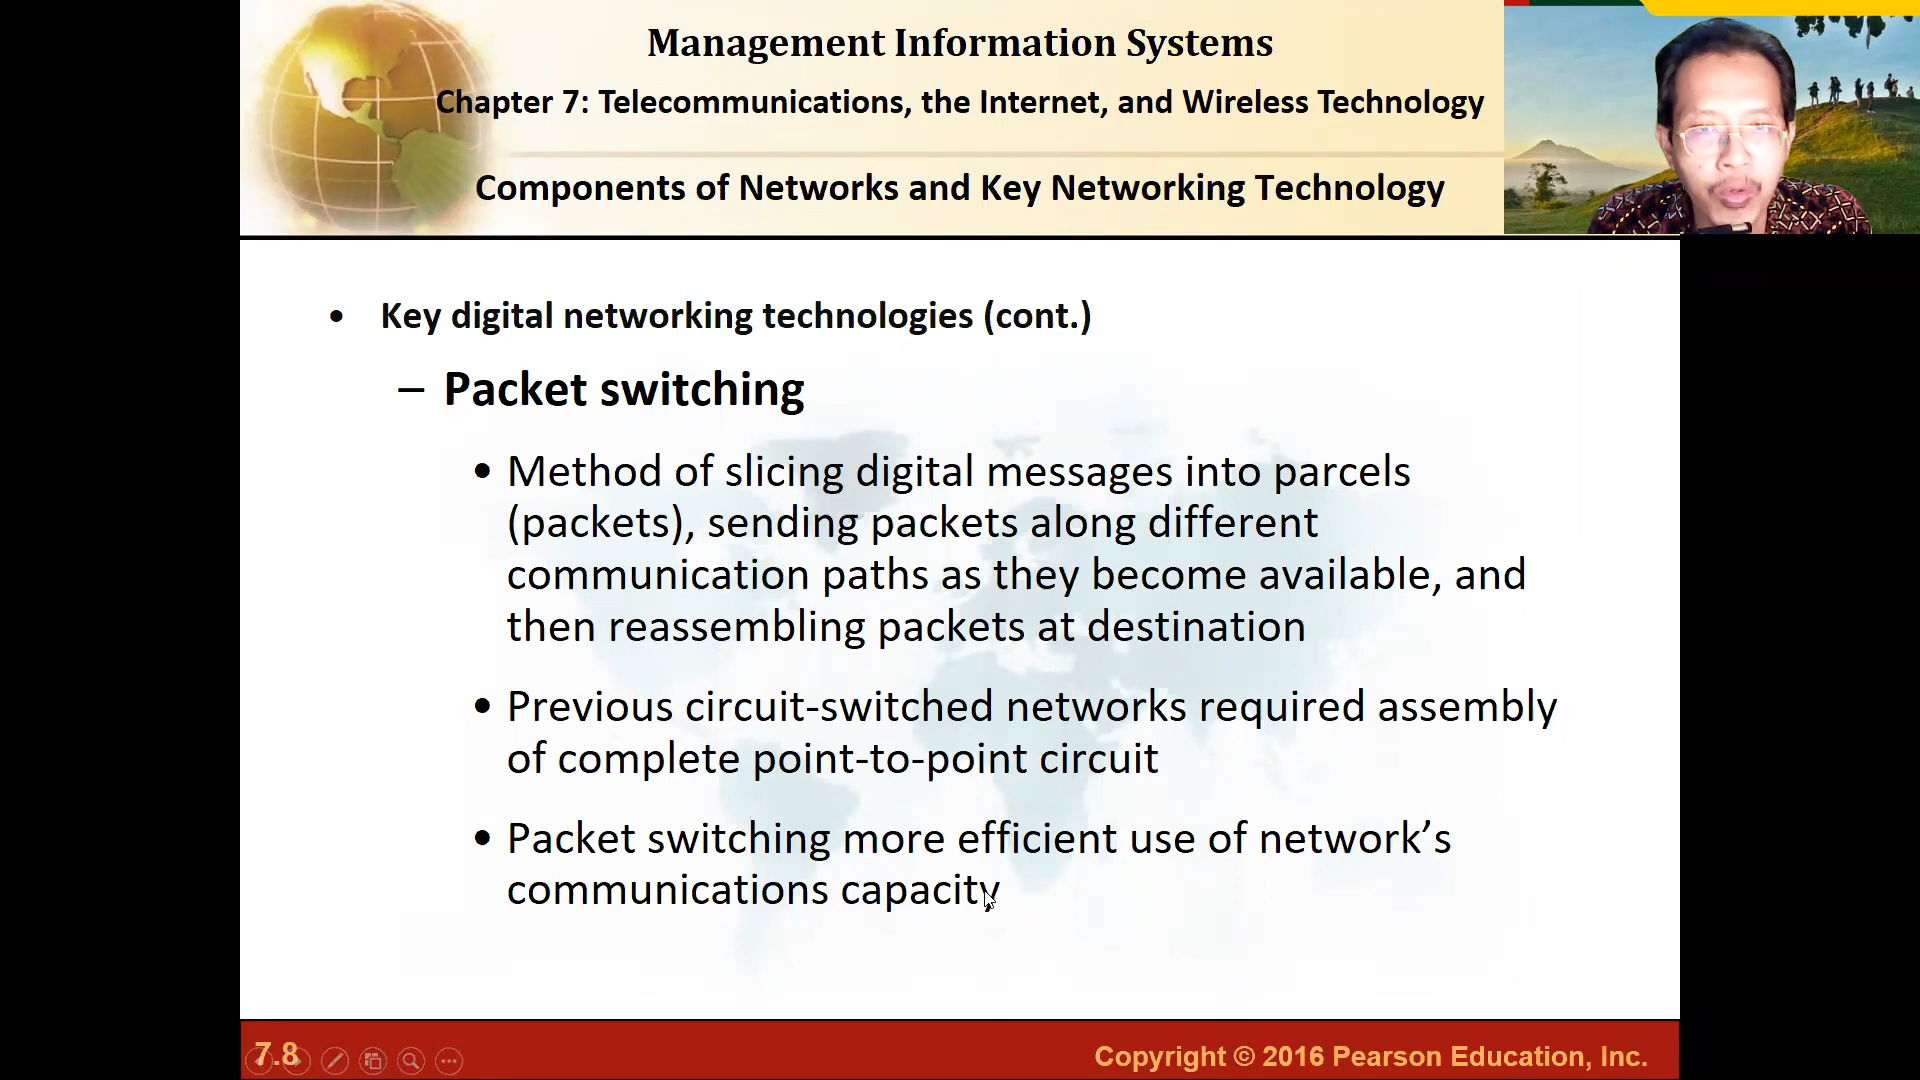 Management Information Systems
Chapter 7: Telecommunications, the Internet, and Wireless Technology
Components of Networks and Key Networking Technology
• Key digital networking technologies (cont.)
– Packet switching
• Method of slicing digital messages into parcels
(packets), sending packets along different
communication paths as they become available, and
then reassembling packets at destination
• Previous circuit-switched networks required assembly
of complete point-to-point circuit
• Packet switching more efficient use of network’s
communications capacity
7.8
Copyright © 2016 Pearson Education, Inc.